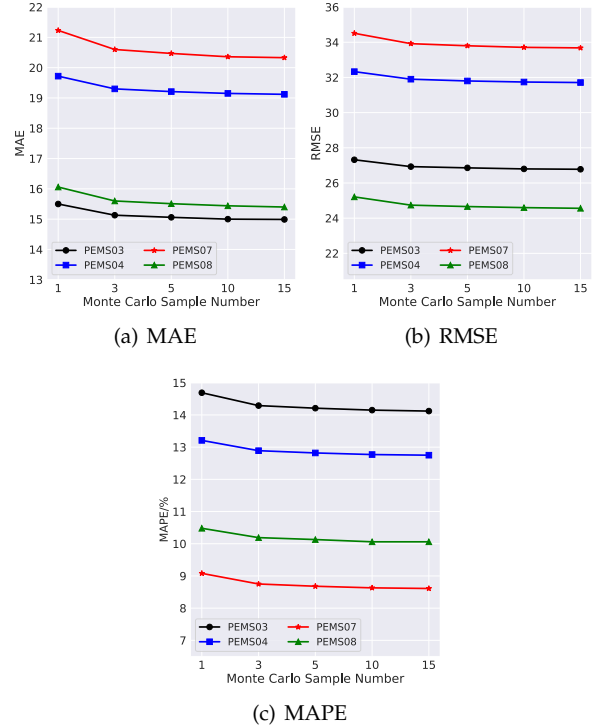 22
21
20
19
18
17
16
15
14
13
MAE
PEMS03
PEMS04
PEMS07
PEMS08
1 3 5 10 15
Monte Carlo Sample Number
(a) MAE
36
34
32
30
28
26
24
22
RMSE
PEMS03
PEMS04
PEMS07
PEMS08
1 3 5 10 15
Monte Carlo Sample Number
(b) RMSE
15
14
13
12
11
10
9
8
7
MAPE/%
PEMS03
PEMS04
PEMS07
PEMS08
1 3 5 10 15
Monte Carlo Sample Number
(c) MAPE